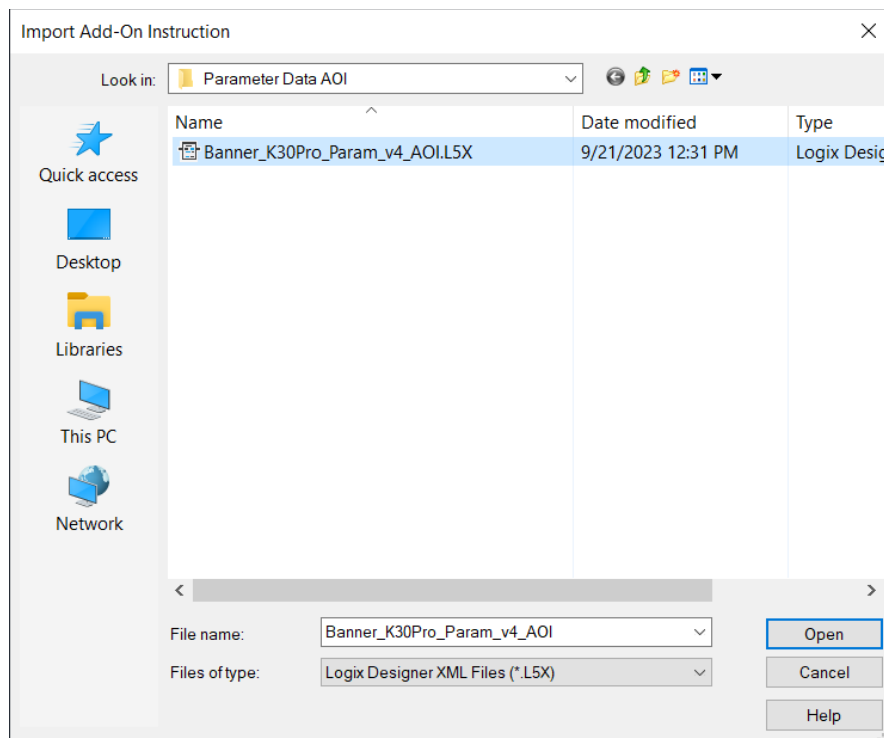 Import Add-On Instruction
Look in: Parameter Data AOI
Name Date modified Type
Banner_K30Pro_Param_v4_AOI.L5X 9/21/2023 12:31 PM Logix Desig
Quick access
Desktop
Libraries
This PC
Network
File name: Banner_K30Pro_Param_v4_AOI Open
Files of type: Logix Designer XML Files (*.L5X) Cancel
Help